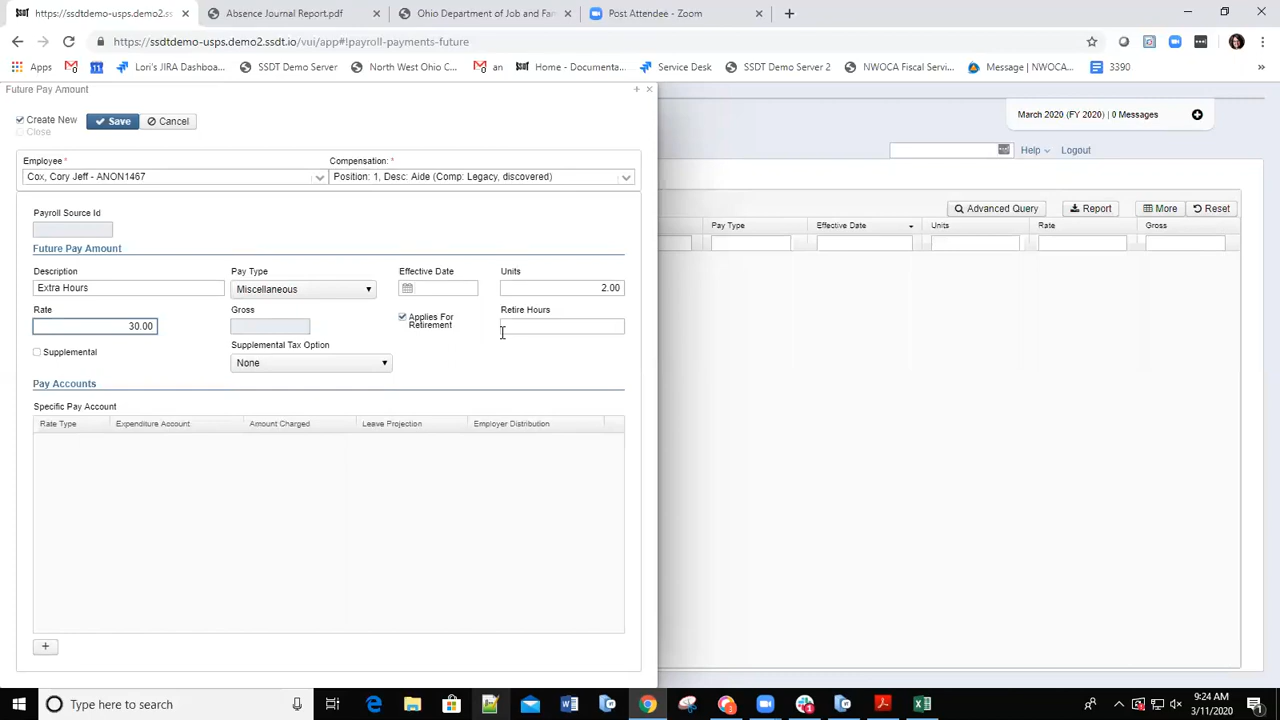 ssdtdemo-usps.demo2.ss
Absence Journal Report.pdf
Ohio Department of Job and Fam
Post Attendee - Zoom
https://ssdtdemo-usps.demo2.ssdt.io/vui/app#!payroll-payments-future
Apps
Lori's JIRA Dashboa...
SSDT Demo Server
North West Ohio C...
an
Home - Documenta...
Service Desk
SSDT Demo Server 2
NWOCA Fiscal Servi...
Message | NWOCA...
3390
Future Pay Amount
Create New
Save
Cancel
Close
March 2020 (FY 2020) | 0 Messages
Help
Logout
Employee *
Compensation: *
Cox, Cory Jeff - ANON1467
Position: 1, Desc: Aide (Comp: Legacy, discovered)
Advanced Query
Report
More
Reset
Pay Type
Effective Date
Units
Rate
Gross
Payroll Source Id
Future Pay Amount
Description
Pay Type
Effective Date
Units
Extra Hours
Miscellaneous
2.00
Rate
Gross
Applies For
Retirement
Retire Hours
30.00
Supplemental
Supplemental Tax Option
None
Pay Accounts
Specific Pay Account
Rate Type
Expenditure Account
Amount Charged
Leave Projection
Employer Distribution
+
Type here to search
9:24 AM
3/11/2020